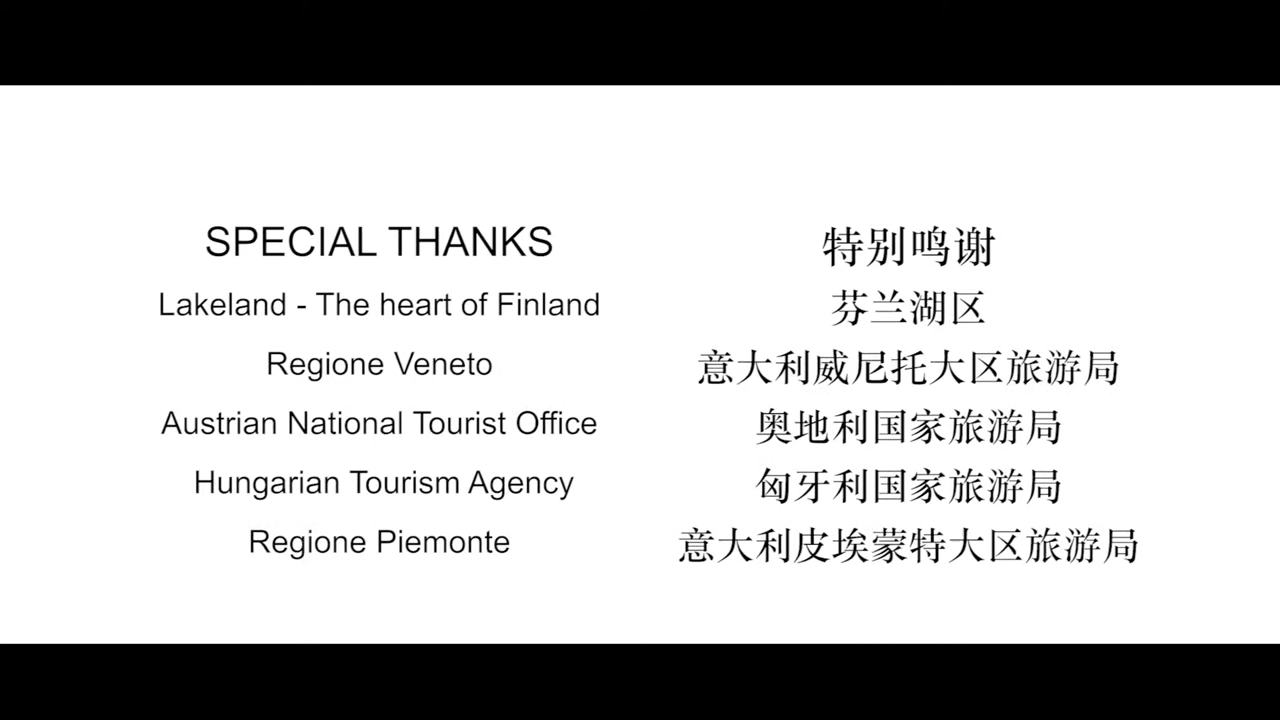 SPECIAL THANKS 特别鸣谢
Lakeland - The heart of Finland 芬兰湖区
Regione Veneto 意大利威尼托大区旅游局
Austrian National Tourist Office 奥地利国家旅游局
Hungarian Tourism Agency 匈牙利国家旅游局
Regione Piemonte 意大利皮埃蒙特大区旅游局